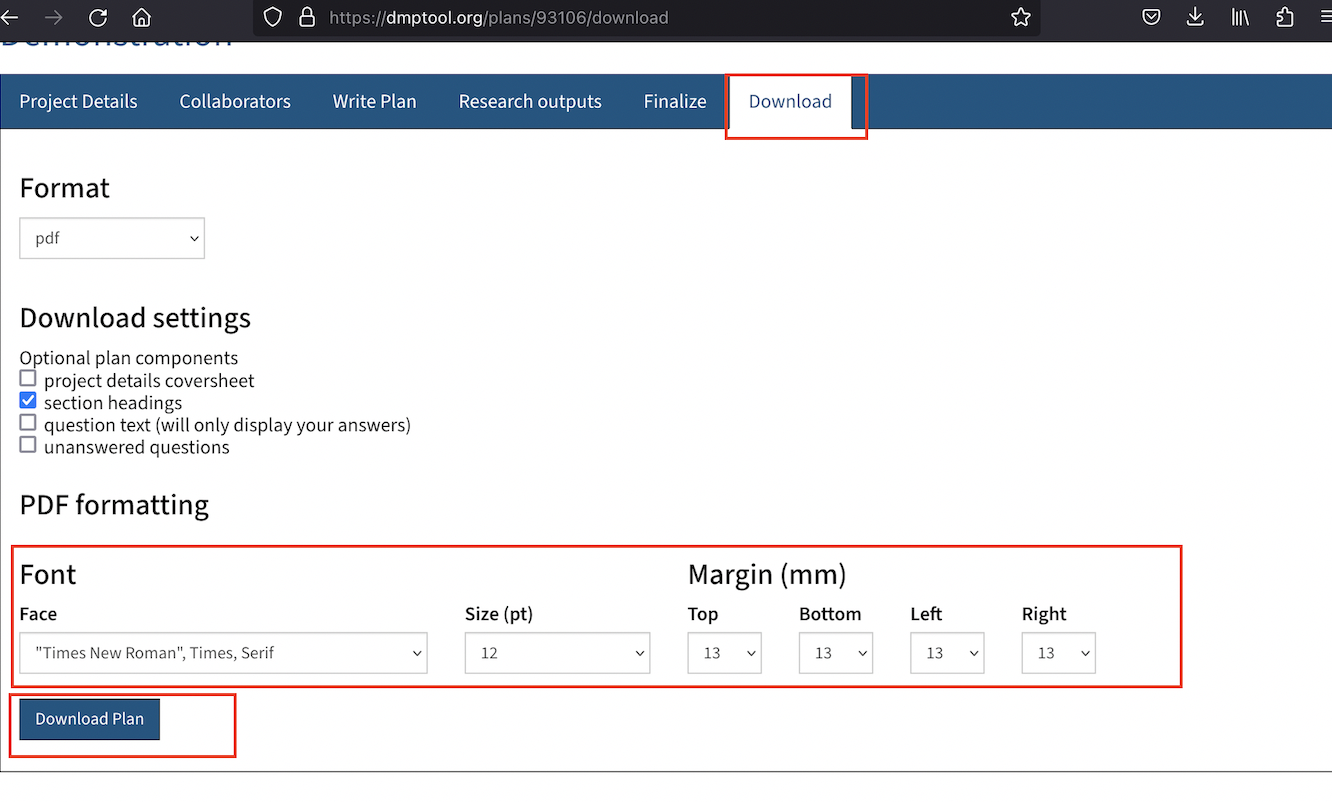 https://dmptool.org/plans/93106/download
Demonstration
Project Details Collaborators Write Plan Research outputs Finalize Download
Format
pdf
Download settings
Optional plan components
project details coversheet
section headings
question text (will only display your answers)
unanswered questions
PDF formatting
Font Margin (mm)
Face Size (pt) Top Bottom Left Right
"Times New Roman", Times, Serif 12 13 13 13 13
Download Plan